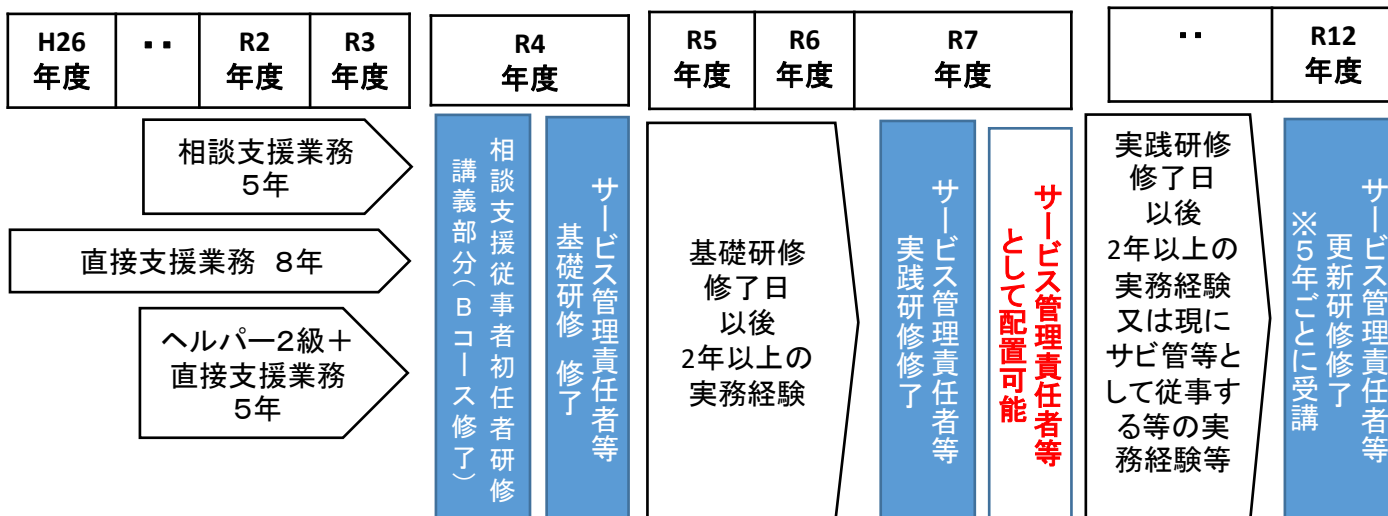 H26
年度
‥
R2
年度
R3
年度
R4
年度
R5
年度
R6
年度
R7
年度
‥
R12
年度
相談支援業務
5年
直接支援業務 8年
ヘルパー2級＋
直接支援業務
5年
相談支援従事者初任者研修
講義部分(Bコース修了)
サービス管理責任者等
基礎研修 修了
基礎研修
修了日
以後
2年以上の
実務経験
サービス管理責任者等
実践研修修了
サービス管理責任者等
として配置可能
実践研修
修了日
以後
2年以上の
実務経験
又は現に
サビ管等と
して従事す
る等の実
務経験等
サービス管理責任者等
更新研修修了
※5年ごとに受講